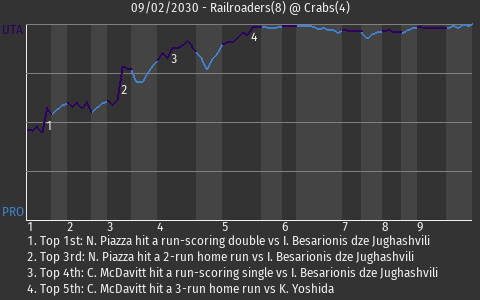 09/02/2030 - Railroaders(8) @ Crabs(4)
UTA
4
3
2
1
PRO
1 2 3 4 5 6 7 8 9
1. Top 1st: N. Piazza hit a run-scoring double vs I. Besarionis dze Jughashvili
2. Top 3rd: N. Piazza hit a 2-run home run vs I. Besarionis dze Jughashvili
3. Top 4th: C. McDavitt hit a run-scoring single vs I. Besarionis dze Jughashvili
4. Top 5th: C. McDavitt hit a 3-run home run vs K. Yoshida